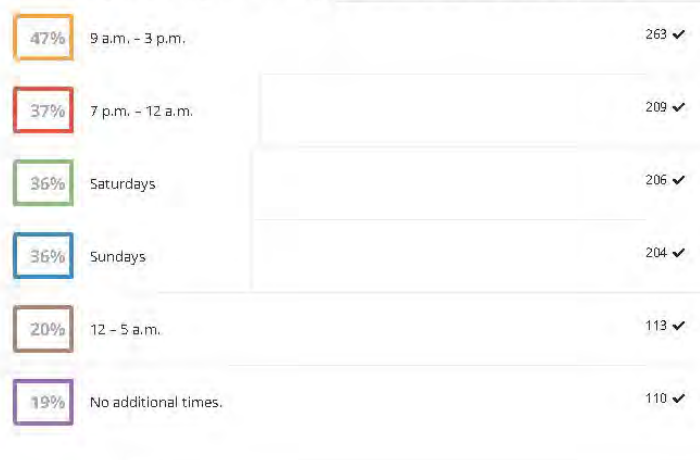 47% 9 a.m. – 3 p.m. 263 ✔
37% 7 p.m. – 12 a.m. 209 ✔
36% Saturdays 206 ✔
36% Sundays 204 ✔
20% 12 – 5 a.m. 113 ✔
19% No additional times. 110 ✔